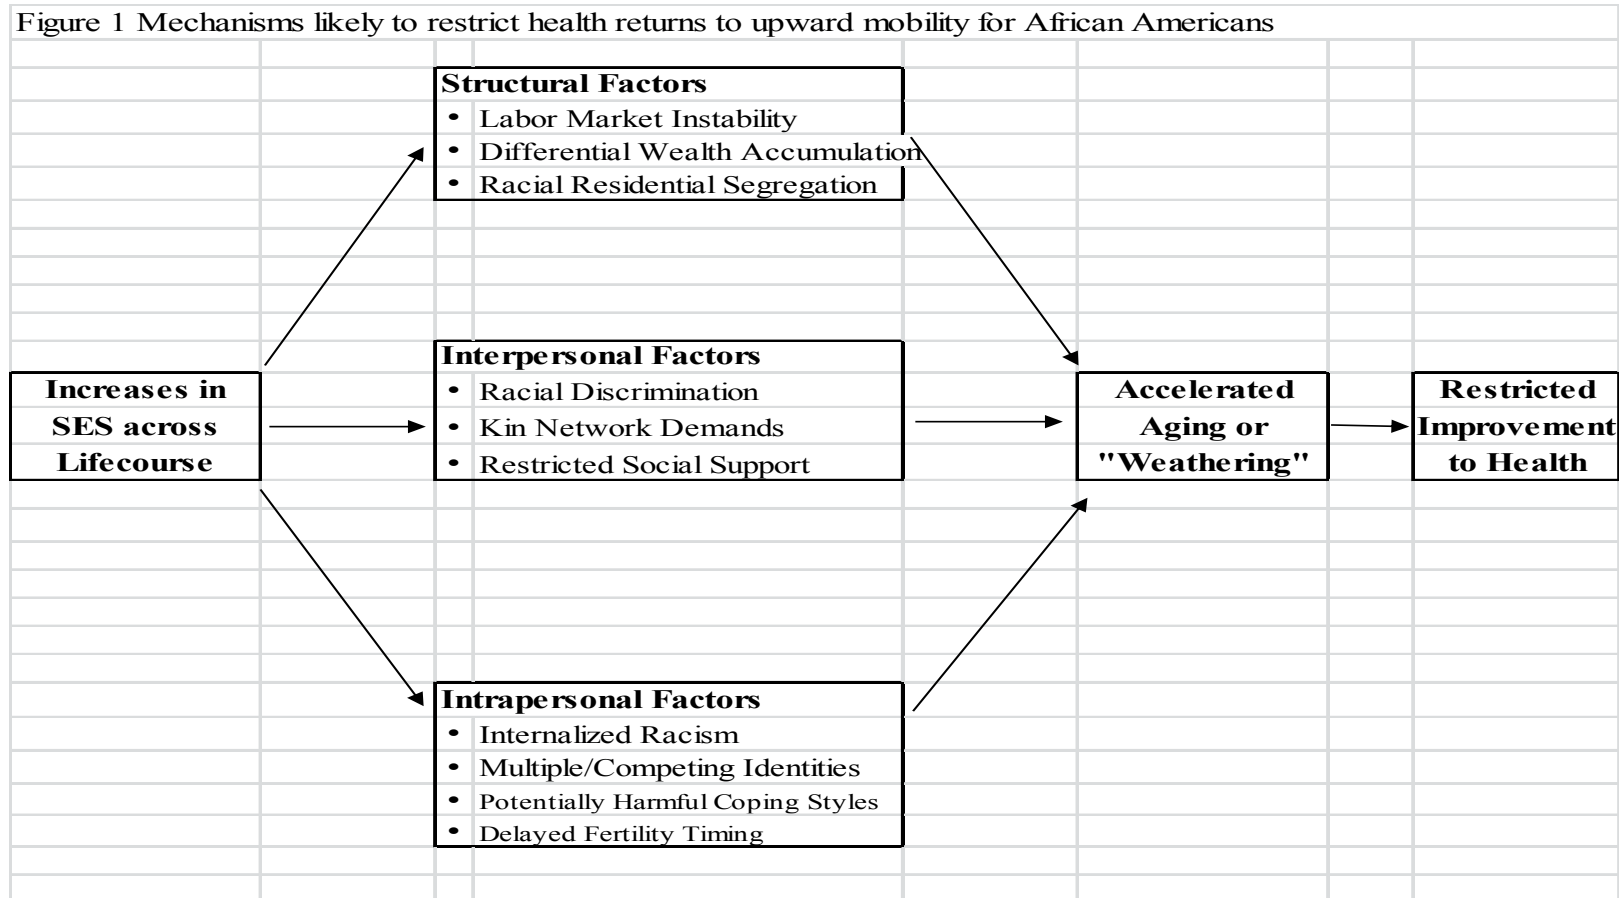 Figure 1 Mechanisms likely to restrict health returns to upward mobility for African Americans
Structural Factors
• Labor Market Instability
• Differential Wealth Accumulation
• Racial Residential Segregation
Increases in
SES across
Lifecourse
Interpersonal Factors
• Racial Discrimination
• Kin Network Demands
• Restricted Social Support
Accelerated
Aging or
"Weathering"
Restricted
Improvement
to Health
Intrapersonal Factors
• Internalized Racism
• Multiple/Competing Identities
• Potentially Harmful Coping Styles
• Delayed Fertility Timing